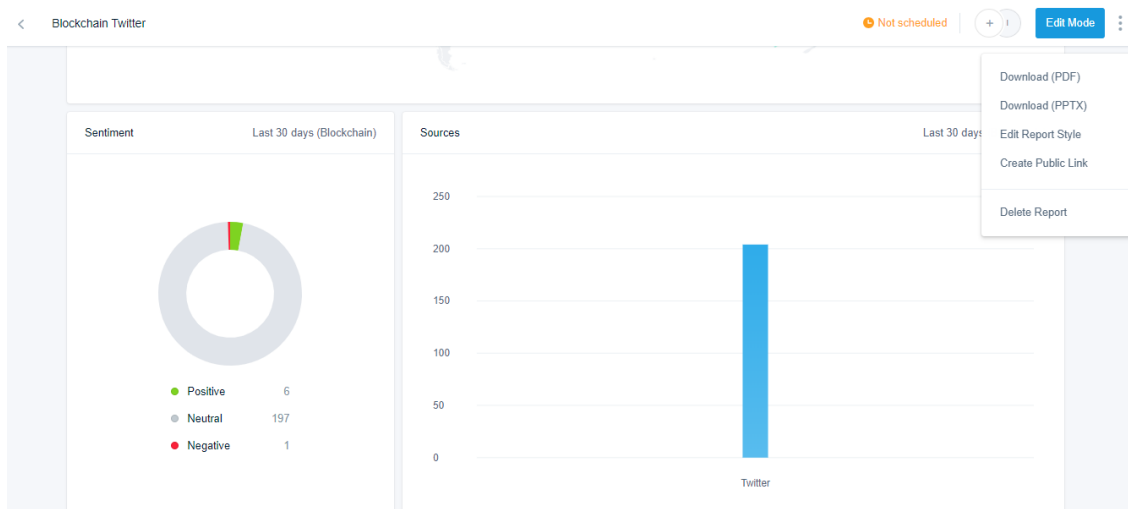 Blockchain Twitter
Not scheduled
+
Edit Mode
Download (PDF)
Download (PPTX)
Edit Report Style
Create Public Link
Delete Report
Sentiment
Last 30 days (Blockchain)
Positive 6
Neutral 197
Negative 1
Sources
Last 30 days
250
200
150
100
50
0
Twitter